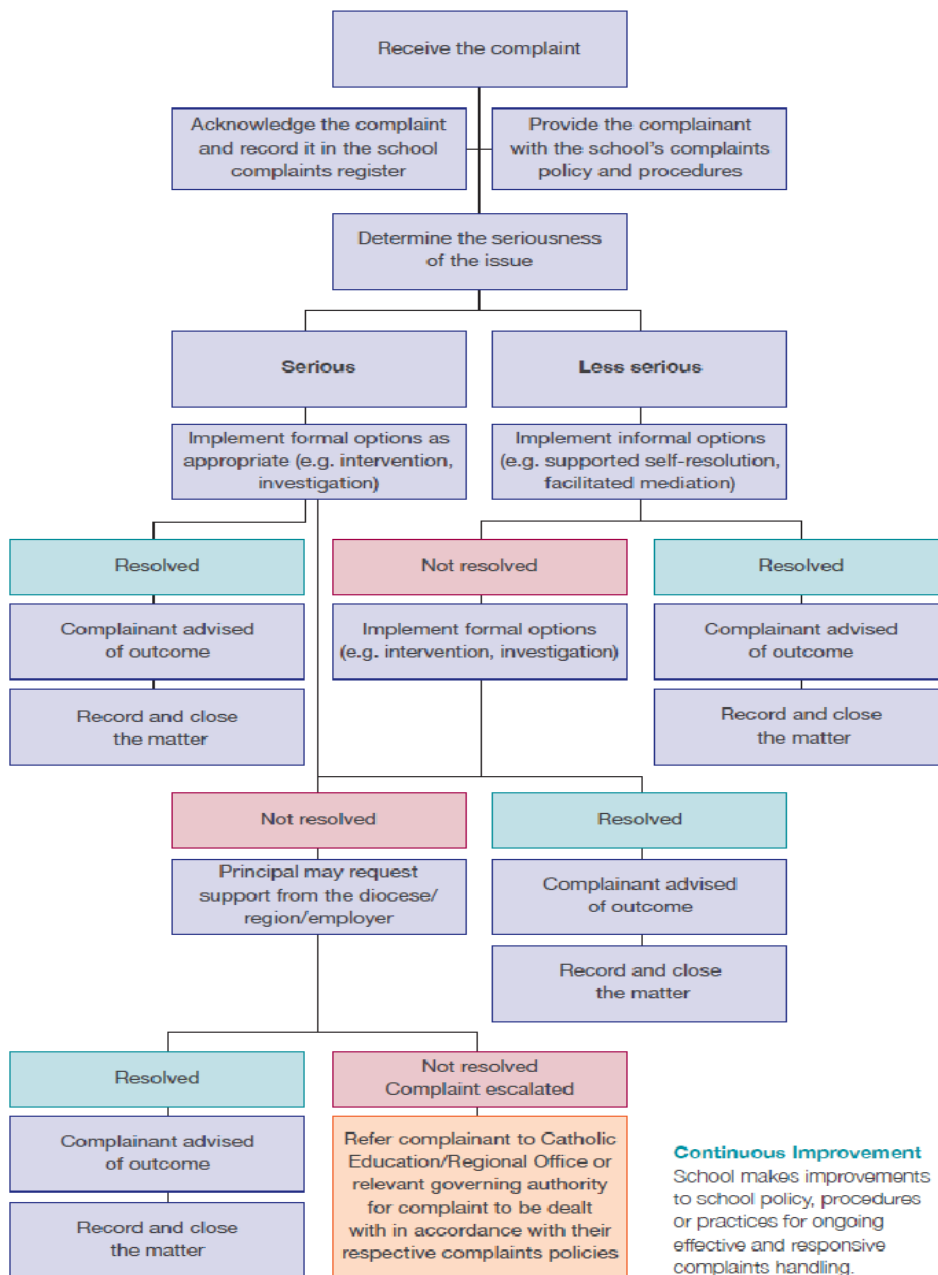 Receive the complaint
Acknowledge the complaint
and record it in the school
complaints register
Provide the complainant
with the school's complaints
policy and procedures
Determine the seriousness
of the issue
Serious
Less serious
Implement formal options as
appropriate (e.g. intervention,
investigation)
Implement informal options
(e.g. supported self-resolution,
facilitated mediation)
Resolved
Not resolved
Resolved
Complainant advised
of outcome
Implement formal options
(e.g. intervention, investigation)
Complainant advised
of outcome
Record and close
the matter
Record and close
the matter
Not resolved
Resolved
Principal may request
support from the diocese/
region/employer
Complainant advised
of outcome
Record and close
the matter
Resolved
Not resolved
Complaint escalated
Complainant advised
of outcome
Refer complainant to Catholic
Education/Regional Office or
relevant governing authority
for complaint to be dealt
with in accordance with their
respective complaints policies
Record and close
the matter
Continuous Improvement
School makes improvements
to school policy, procedures
or practices for ongoing
effective and responsive
complaints handling.